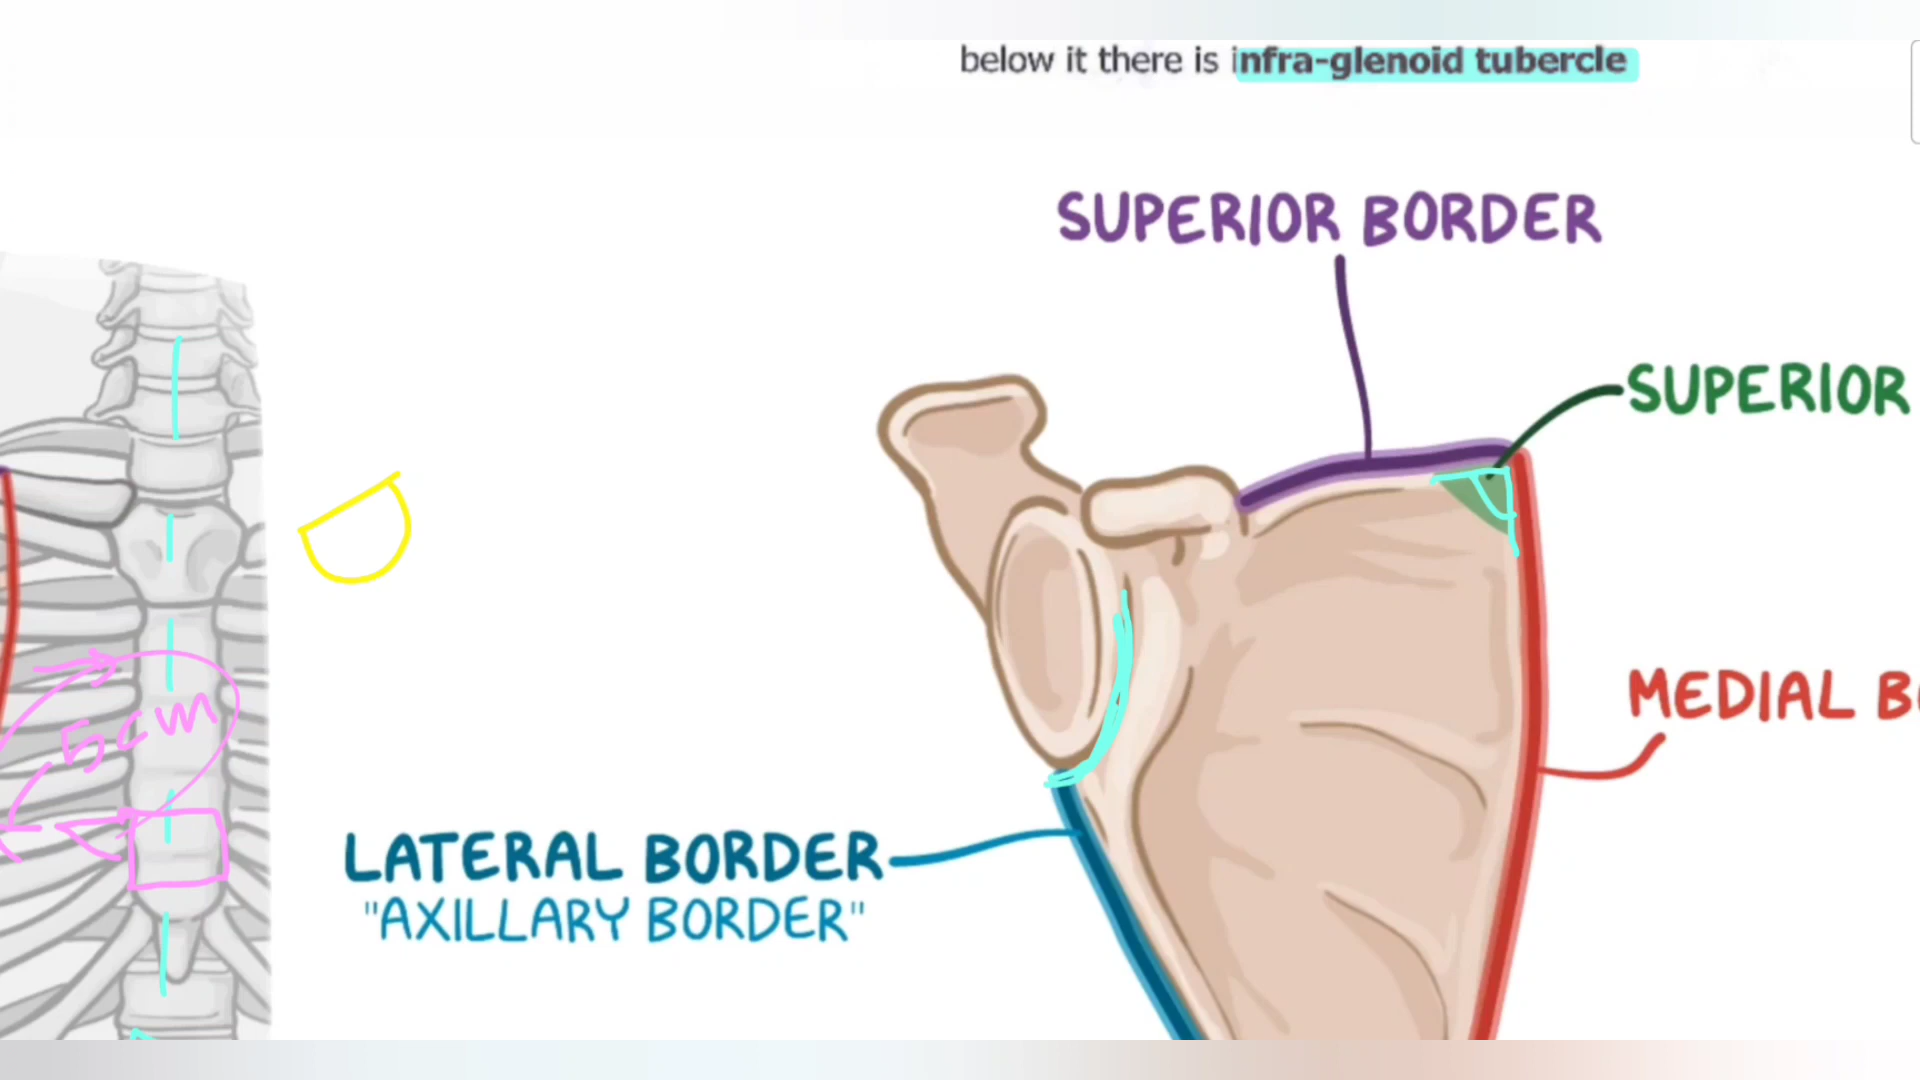 below it there is infra-glenoid tubercle
SUPERIOR BORDER
SUPERIOR
MEDIAL B
5cm
LATERAL BORDER
"AXILLARY BORDER"